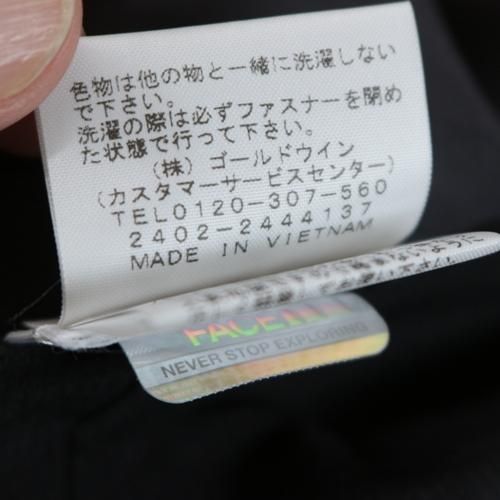 色物は他の物と一緒に洗濯しない
で下さい。
洗濯の際は必ずファスナーを閉め
た状態で行って下さい。
(株) ゴールドウイン
(カスタマーサービスセンター)
TEL0120-307-560
2402-2444137
MADE IN VIETNAM
FACE
NEVER STOP EXPLORING